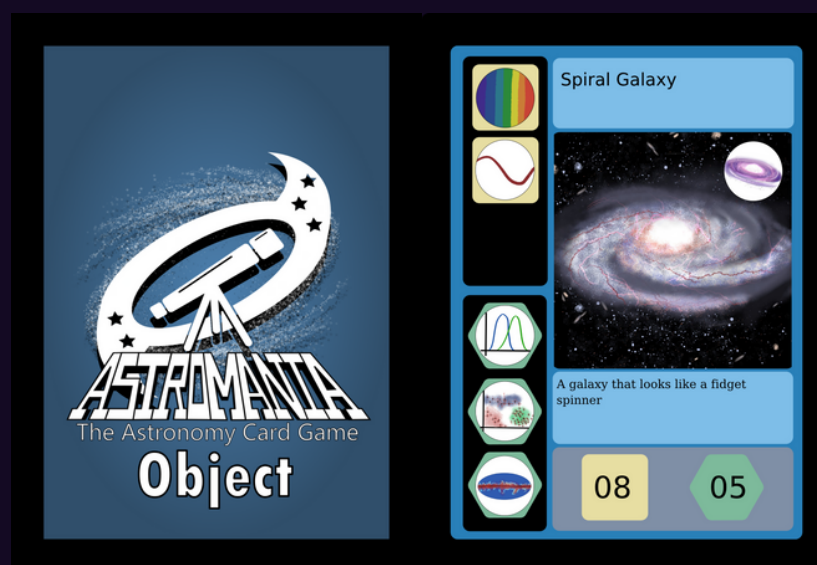 ASTROMANIA
The Astronomy Card Game
Object
Spiral Galaxy
A galaxy that looks like a fidget
spinner
08
05